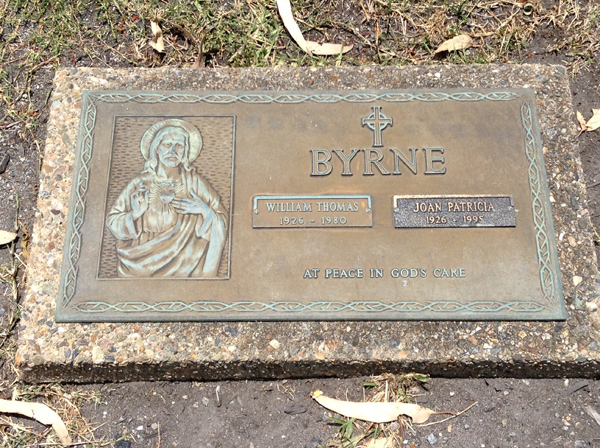 BYRNE
WILLIAM THOMAS
1926 - 1980
JOAN PATRICIA
1926 - 1995
AT PEACE IN GOD'S CARE